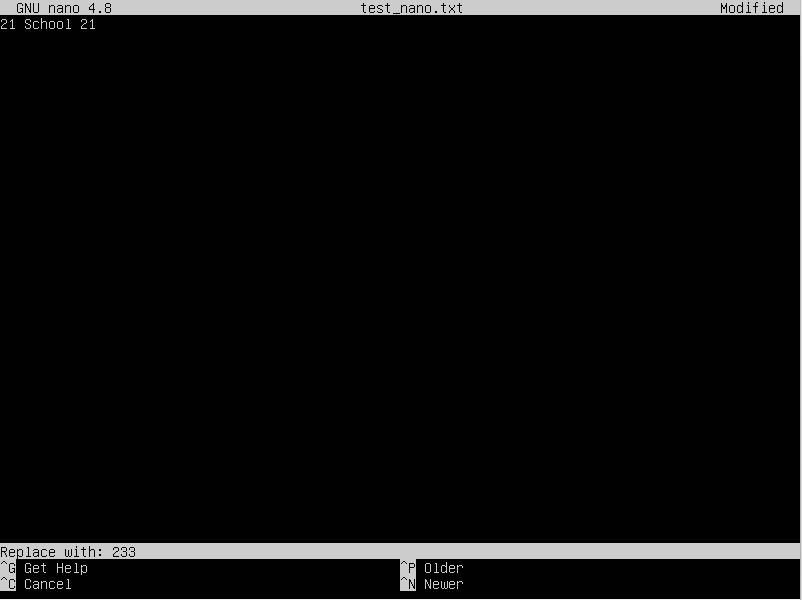 GNU nano 4.8 test_nano.txt Modified
21 School 21
Replace with: 233
^G Get Help ^P Older
^C Cancel ^N Newer